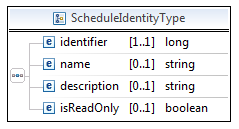 ScheduleIdentityType
e identifier [1..1] long
e name [0..1] string
e description [0..1] string
e isReadOnly [0..1] boolean